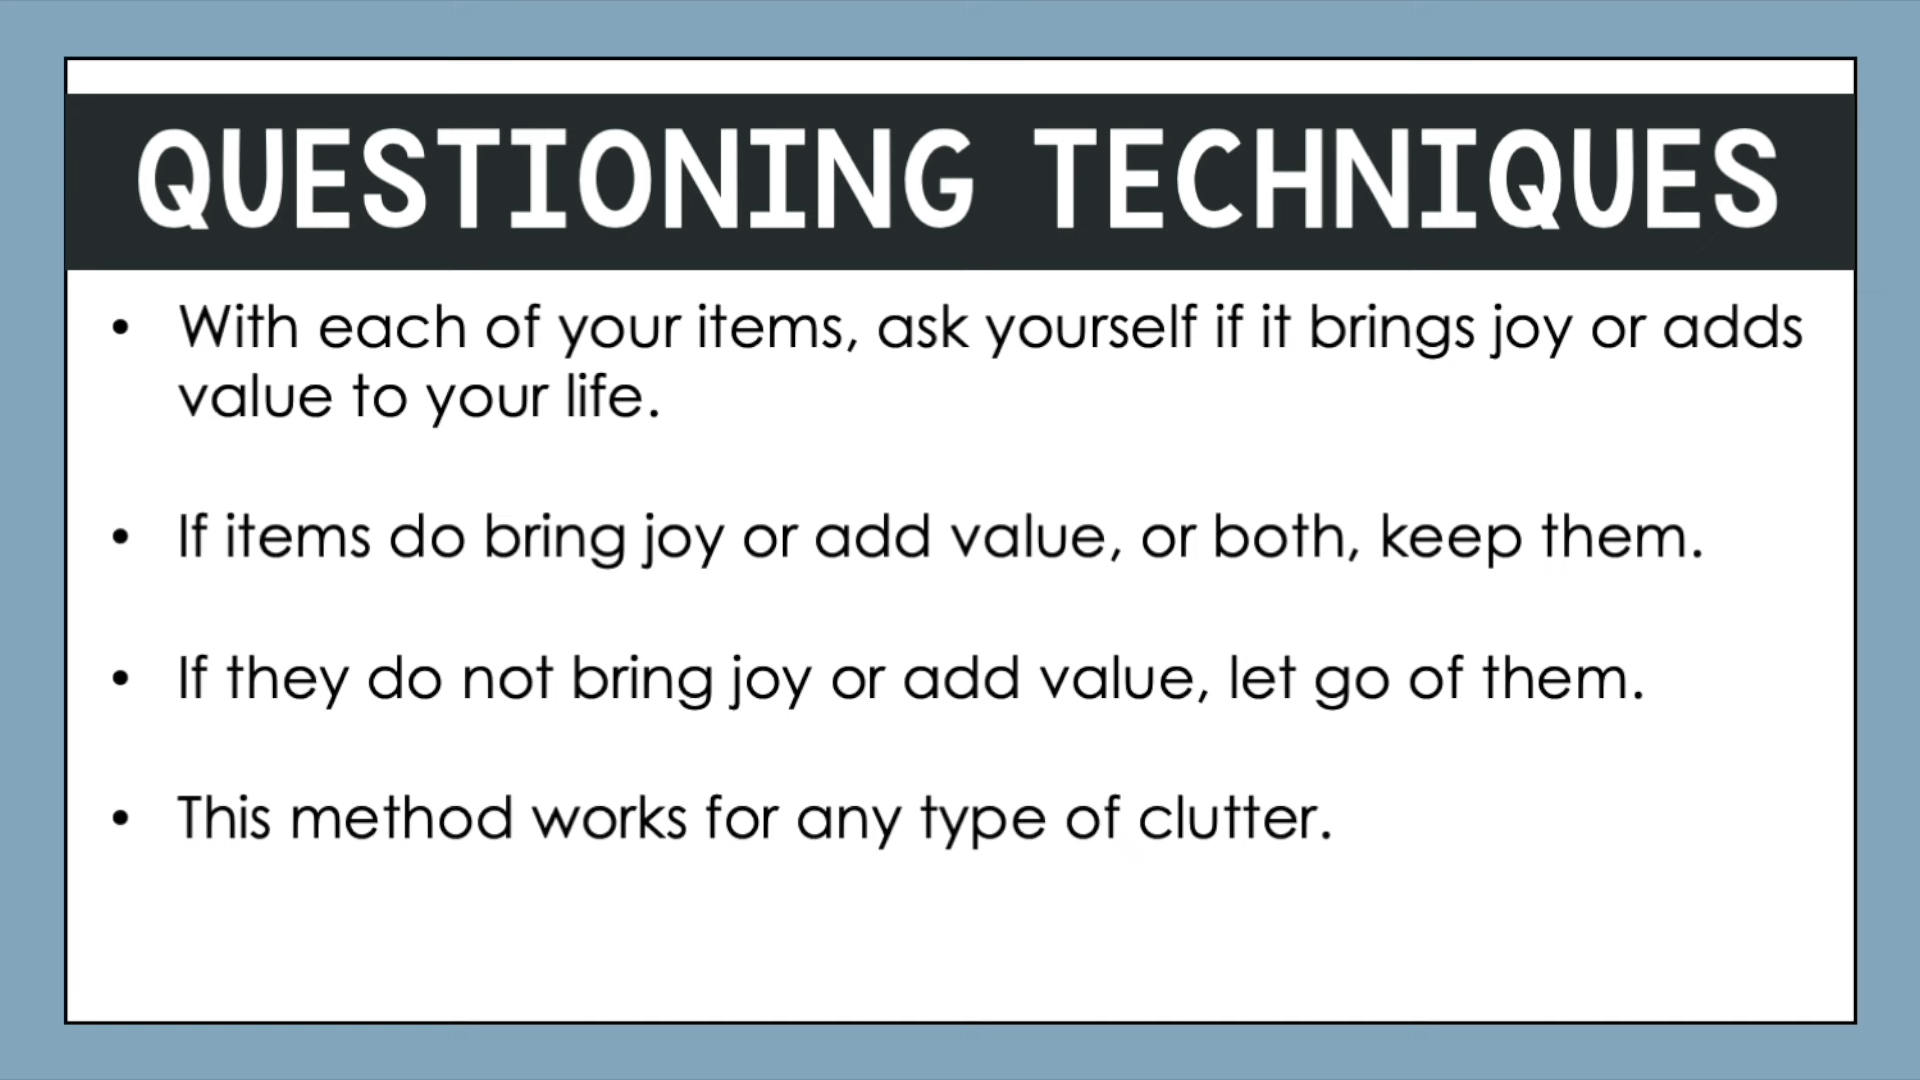 QUESTIONING TECHNIQUES
• With each of your items, ask yourself if it brings joy or adds
value to your life.
• If items do bring joy or add value, or both, keep them.
• If they do not bring joy or add value, let go of them.
• This method works for any type of clutter.